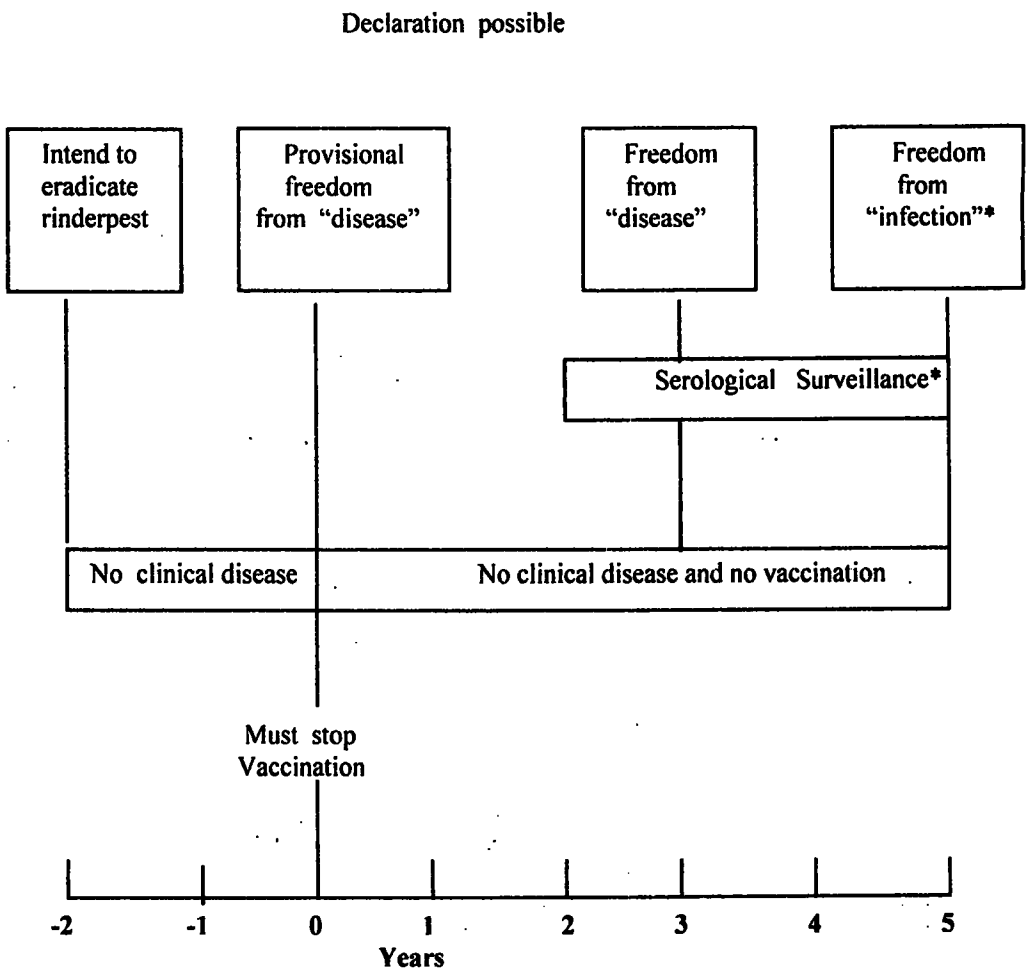 Declaration possible
Intend to
eradicate
rinderpest
Provisional
freedom
from "disease"
Freedom
from
"disease"
Freedom
from
"infection"*
Serological Surveillance*
No clinical disease
No clinical disease and no vaccination
Must stop
Vaccination
-2 -1 0 1 2 3 4 5
Years